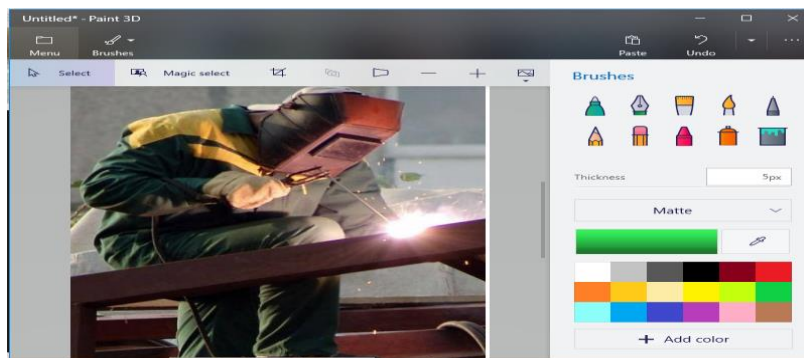 Untitled* - Paint 3D
Menu Brushes Paste Undo
Select Magic select
Brushes
Thickness 5px
Matte
Add color